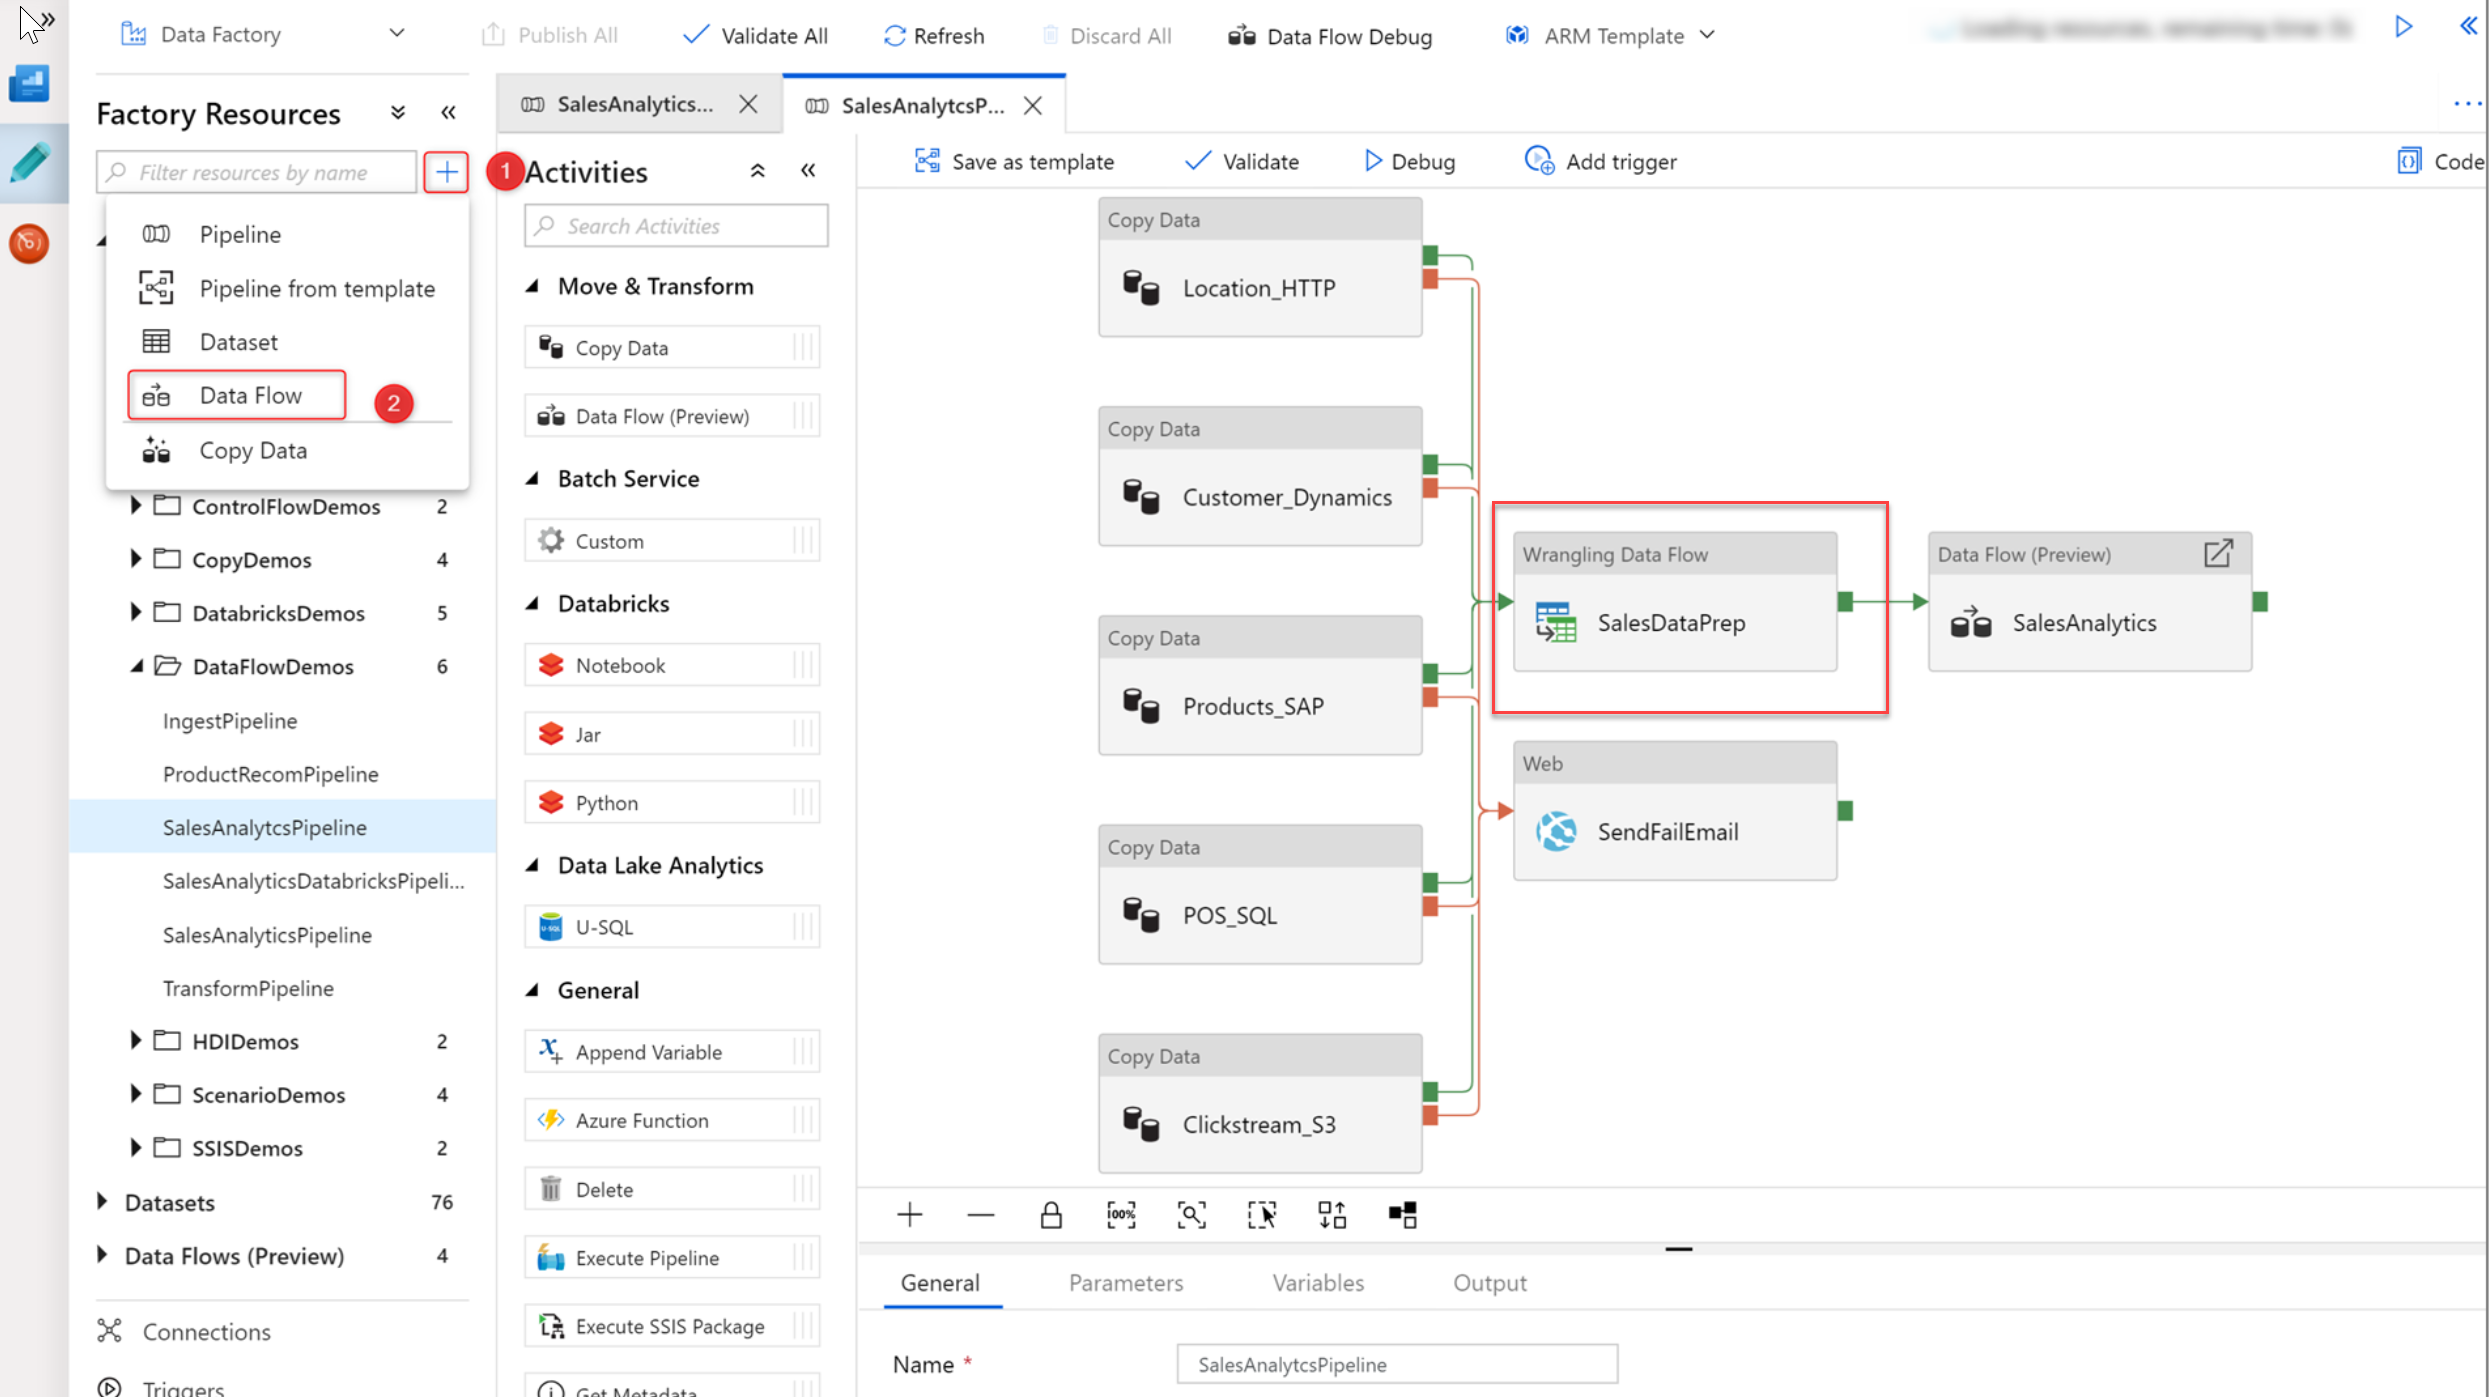 Data Factory
Publish All
Validate All
Refresh
Discard All
Data Flow Debug
ARM Template
Factory Resources
Filter resources by name
1
Pipeline
Pipeline from template
Dataset
Data Flow
2
Copy Data
ControlFlowDemos 2
CopyDemos 4
DatabricksDemos 5
DataFlowDemos 6
IngestPipeline
ProductRecomPipeline
SalesAnalytcsPipeline
SalesAnalyticsDatabricksPipeli...
SalesAnalyticsPipeline
TransformPipeline
HDIDemos 2
ScenarioDemos 4
SSISDemos 2
Datasets 76
Data Flows (Preview) 4
Connections
Triggers
SalesAnalytics...
SalesAnalytcsP...
Activities
Search Activities
Move & Transform
Copy Data
Data Flow (Preview)
Batch Service
Custom
Databricks
Notebook
Jar
Python
Data Lake Analytics
U-SQL
U-SQL
General
Append Variable
Azure Function
Delete
Execute Pipeline
Execute SSIS Package
Get Metadata
Save as template
Validate
Debug
Add trigger
Code
Copy Data
Location_HTTP
Copy Data
Customer_Dynamics
Copy Data
Products_SAP
Copy Data
POS_SQL
Copy Data
Clickstream_S3
Wrangling Data Flow
SalesDataPrep
Data Flow (Preview)
SalesAnalytics
Web
SendFailEmail
100%
General
Parameters
Variables
Output
Name *
SalesAnalytcsPipeline